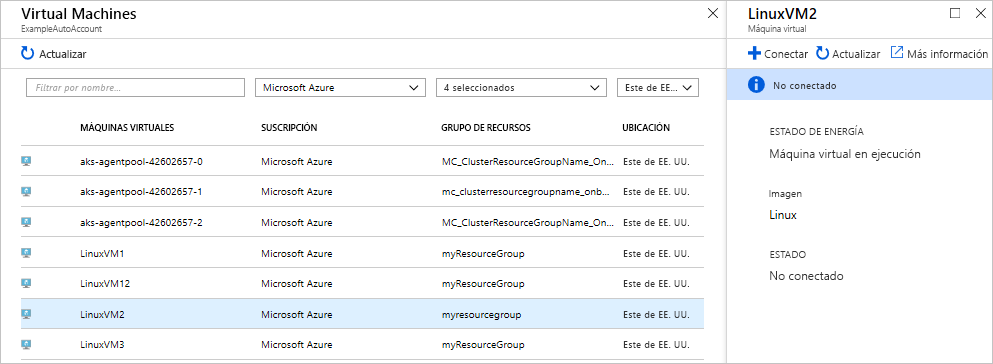 Virtual Machines
ExampleAutoAccount
Actualizar
Filtrar por nombre...
Microsoft Azure
4 seleccionados
Este de EE...
MÁQUINAS VIRTUALES SUSCRIPCIÓN GRUPO DE RECURSOS UBICACIÓN
aks-agentpool-42602657-0 Microsoft Azure MC_ClusterResourceGroupName_On... Este de EE. UU.
aks-agentpool-42602657-1 Microsoft Azure mc_clusterresourcegroupname_onb... Este de EE. UU.
aks-agentpool-42602657-2 Microsoft Azure MC_ClusterResourceGroupName_On... Este de EE. UU.
LinuxVM1 Microsoft Azure myResourceGroup Este de EE. UU.
LinuxVM12 Microsoft Azure myResourceGroup Este de EE. UU.
LinuxVM2 Microsoft Azure myresourcegroup Este de EE. UU.
LinuxVM3 Microsoft Azure myResourceGroup Este de EE. UU.
LinuxVM2
Máquina virtual
Conectar Actualizar Más información
No conectado
ESTADO DE ENERGÍA
Máquina virtual en ejecución
Imagen
Linux
ESTADO
No conectado